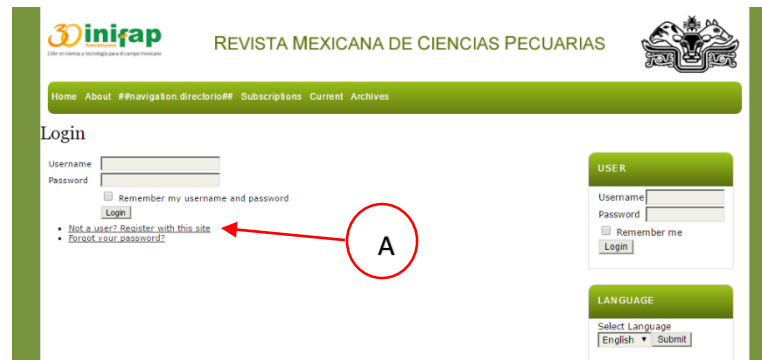 30 inifap
Aniversario
Líder en ciencia y tecnología para el campo mexicano
REVISTA MEXICANA DE CIENCIAS PECUARIAS
Home About ##navigation.directorio## Subscriptions Current Archives
Login
Username
Password
Remember my username and password
Login
Not a user? Register with this site
Forgot your password?
A
USER
Username
Password
Remember me
Login
LANGUAGE
Select Language
English Submit